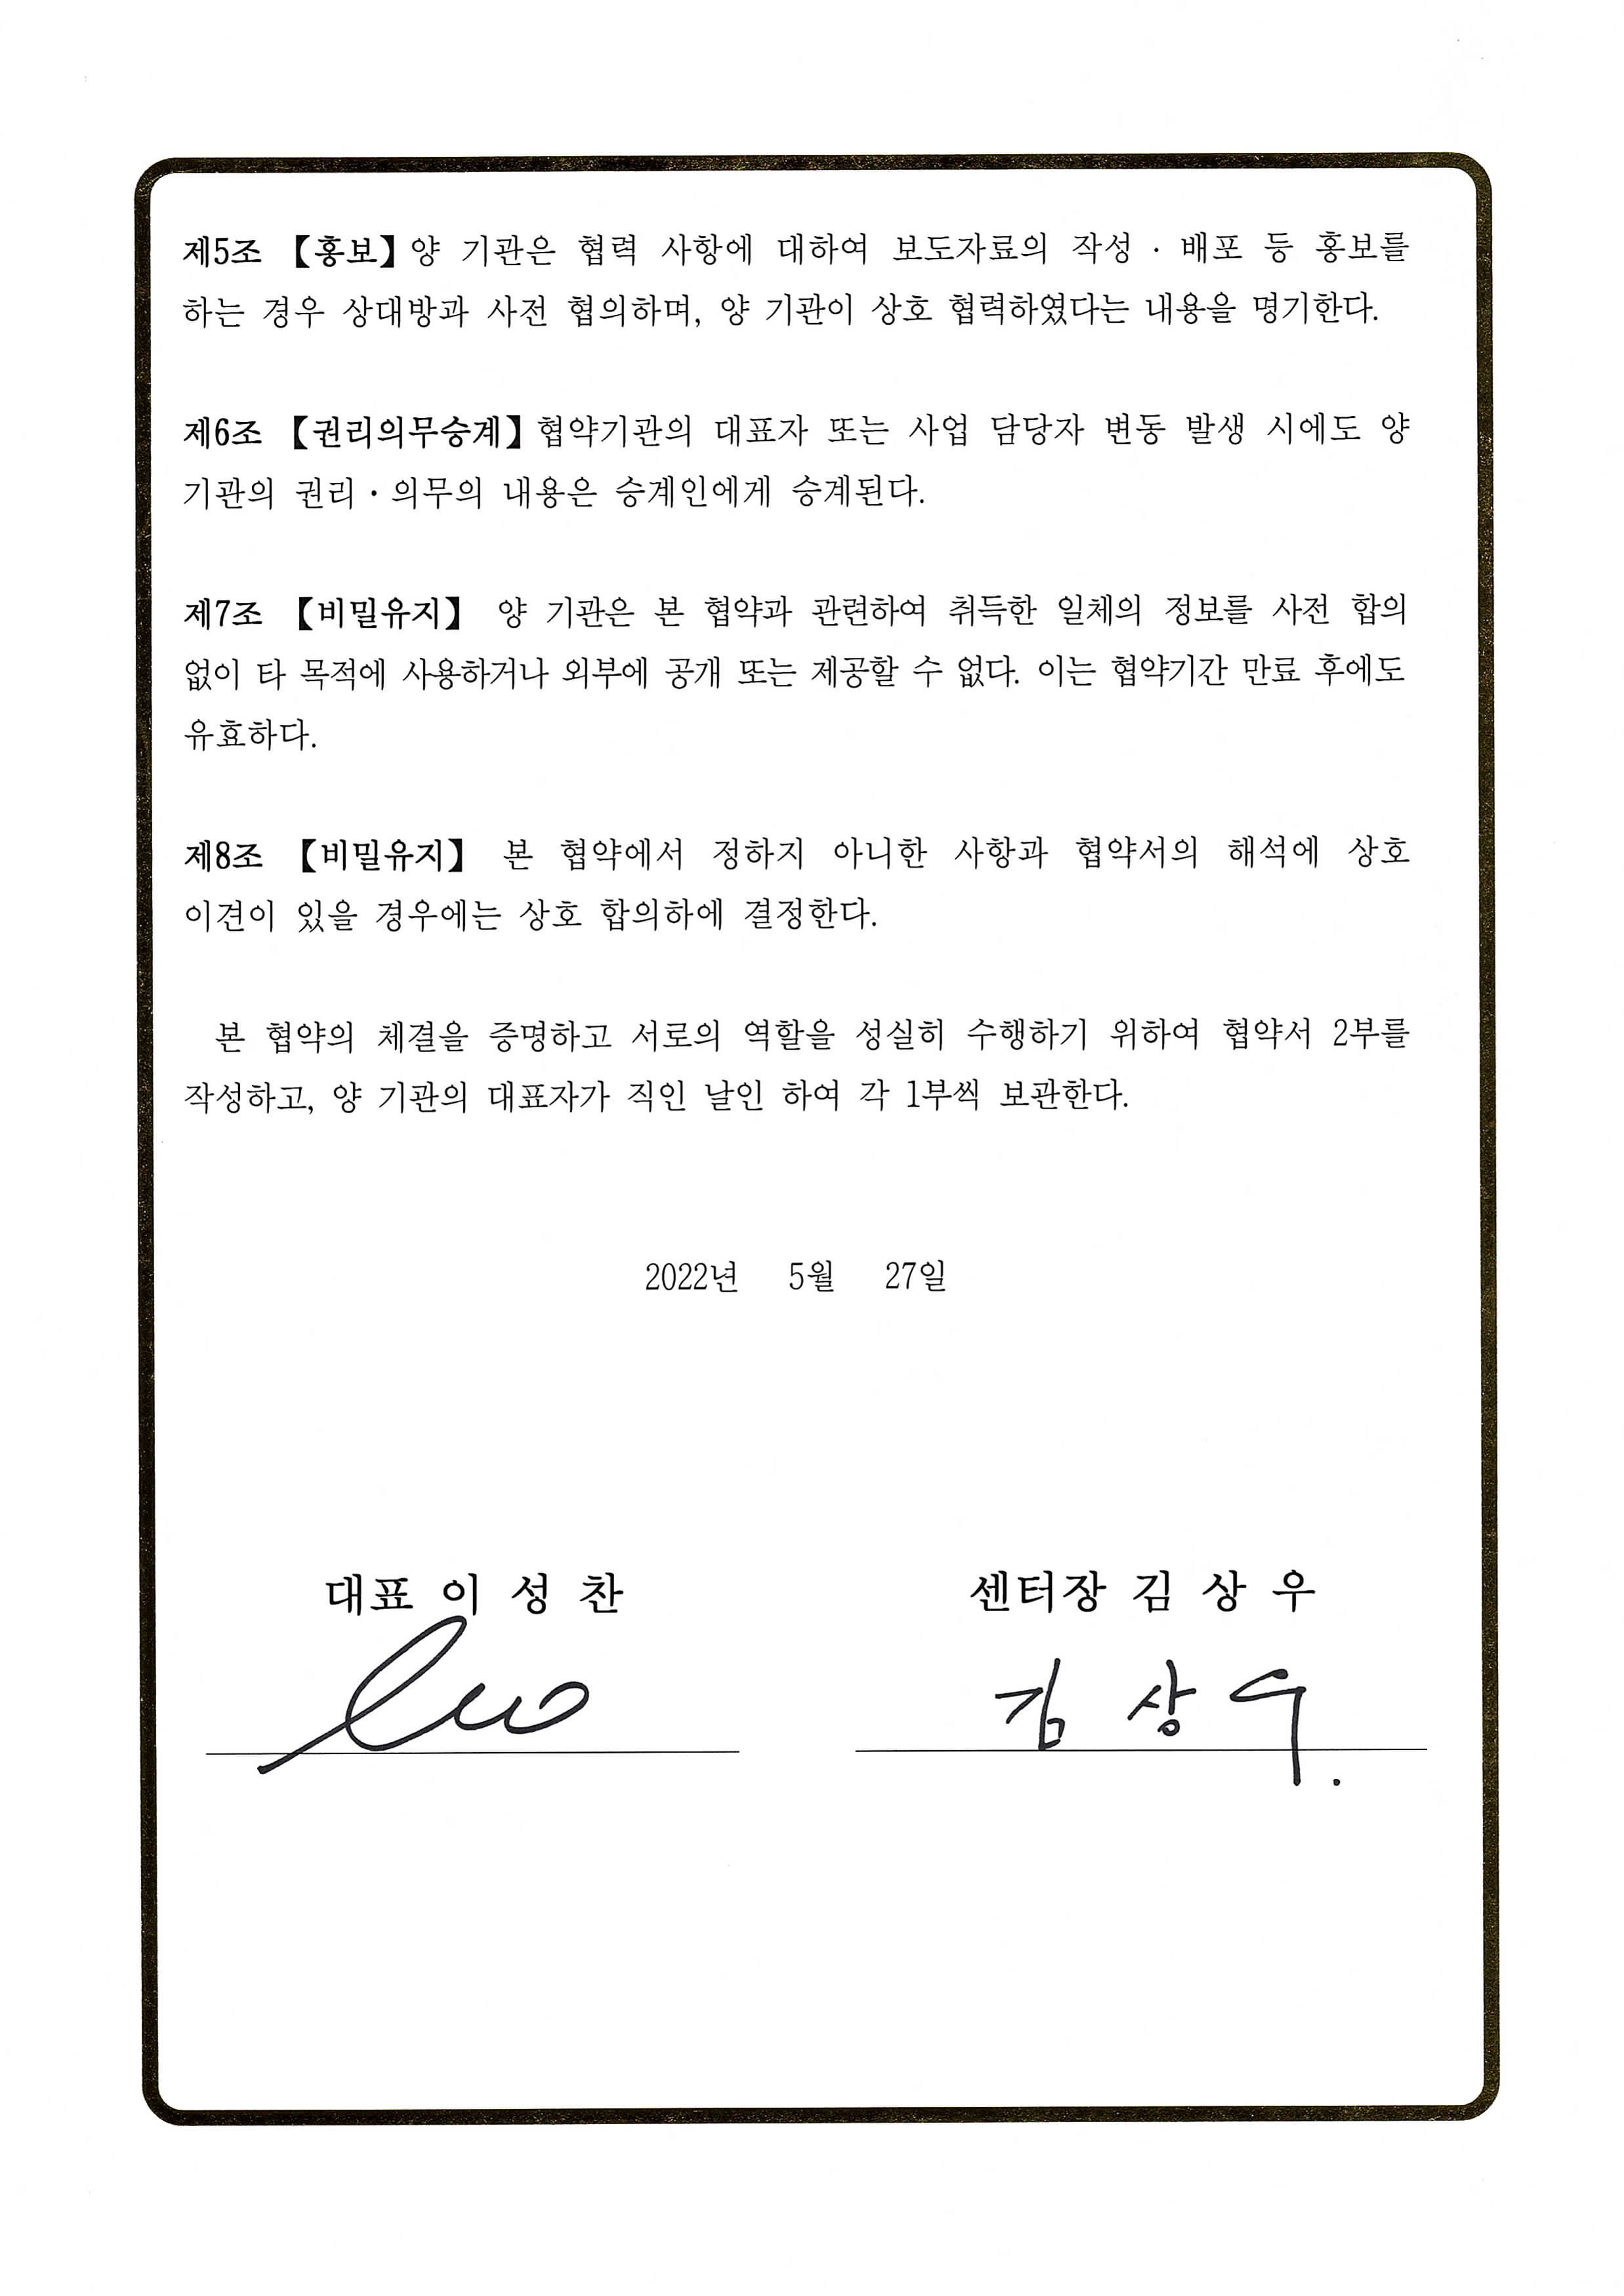 제5조 【홍보】 양 기관은 협력 사항에 대하여 보도자료의 작성 · 배포 등 홍보를
하는 경우 상대방과 사전 협의하며, 양 기관이 상호 협력하였다는 내용을 명기한다.
제6조 【권리의무승계】 협약기관의 대표자 또는 사업 담당자 변동 발생 시에도 양
기관의 권리 · 의무의 내용은 승계인에게 승계된다.
제7조 【비밀유지】 양 기관은 본 협약과 관련하여 취득한 일체의 정보를 사전 합의
없이 타 목적에 사용하거나 외부에 공개 또는 제공할 수 없다. 이는 협약기간 만료 후에도
유효하다.
제8조 【비밀유지】 본 협약에서 정하지 아니한 사항과 협약서의 해석에 상호
이견이 있을 경우에는 상호 합의하에 결정한다.
본 협약의 체결을 증명하고 서로의 역할을 성실히 수행하기 위하여 협약서 2부를
작성하고, 양 기관의 대표자가 직인 날인 하여 각 1부씩 보관한다.
2022년 5월 27일
대표 이 성 찬
센터장 김 상 우
김 상 우